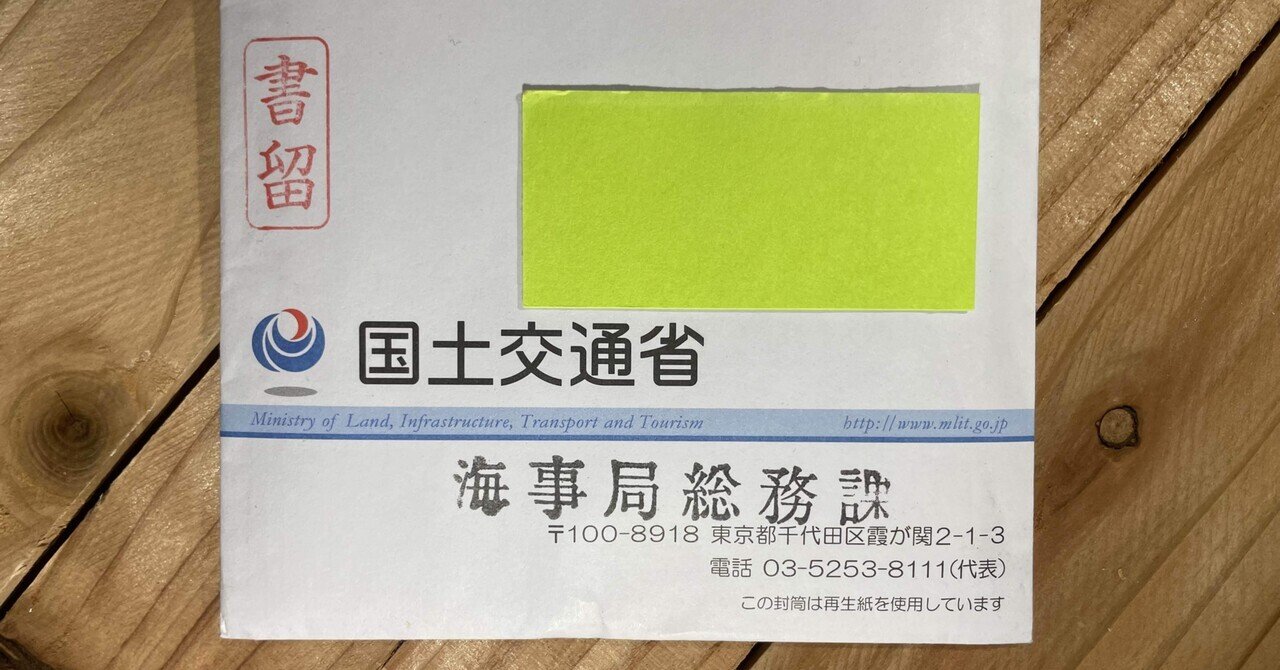 書留
国土交通省
Ministry of Land, Infrastructure, Transport and Tourism http://www.mlit.go.jp
海事局総務課
〒100-8918 東京都千代田区霞が関2-1-3
電話 03-5253-8111(代表)
この封筒は再生紙を使用しています